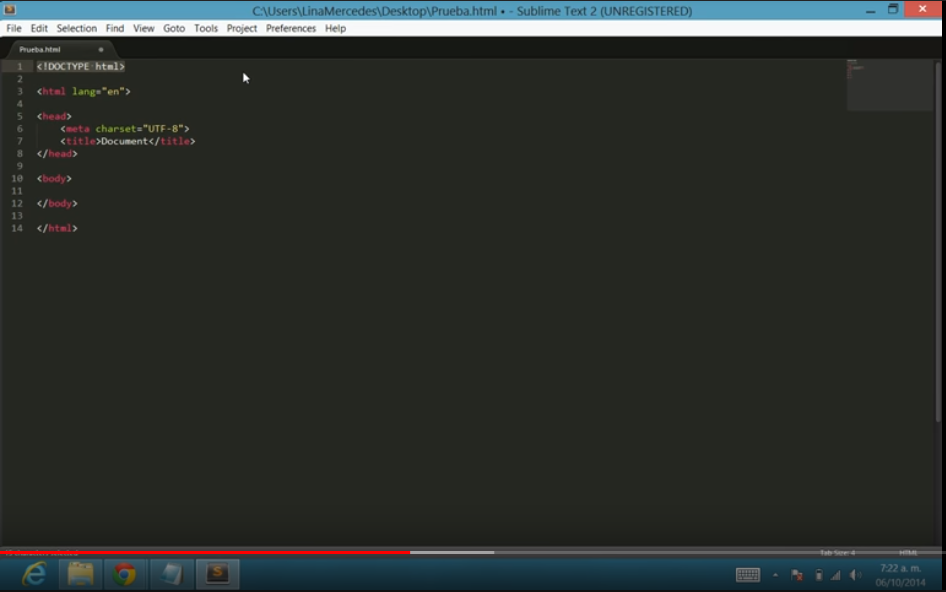 C:\Users\LinaMercedes\Desktop\Prueba.html • - Sublime Text 2 (UNREGISTERED)
File Edit Selection Find View Goto Tools Project Preferences Help
Prueba.html
1 <!DOCTYPE html>
2
3 <html lang="en">
4
5 <head>
6 <meta charset="UTF-8">
7 <title>Document</title>
8 </head>
9
10 <body>
11
12 </body>
13
14 </html>
Tab Size: 4 HTML
7:22 a. m.
06/10/2014